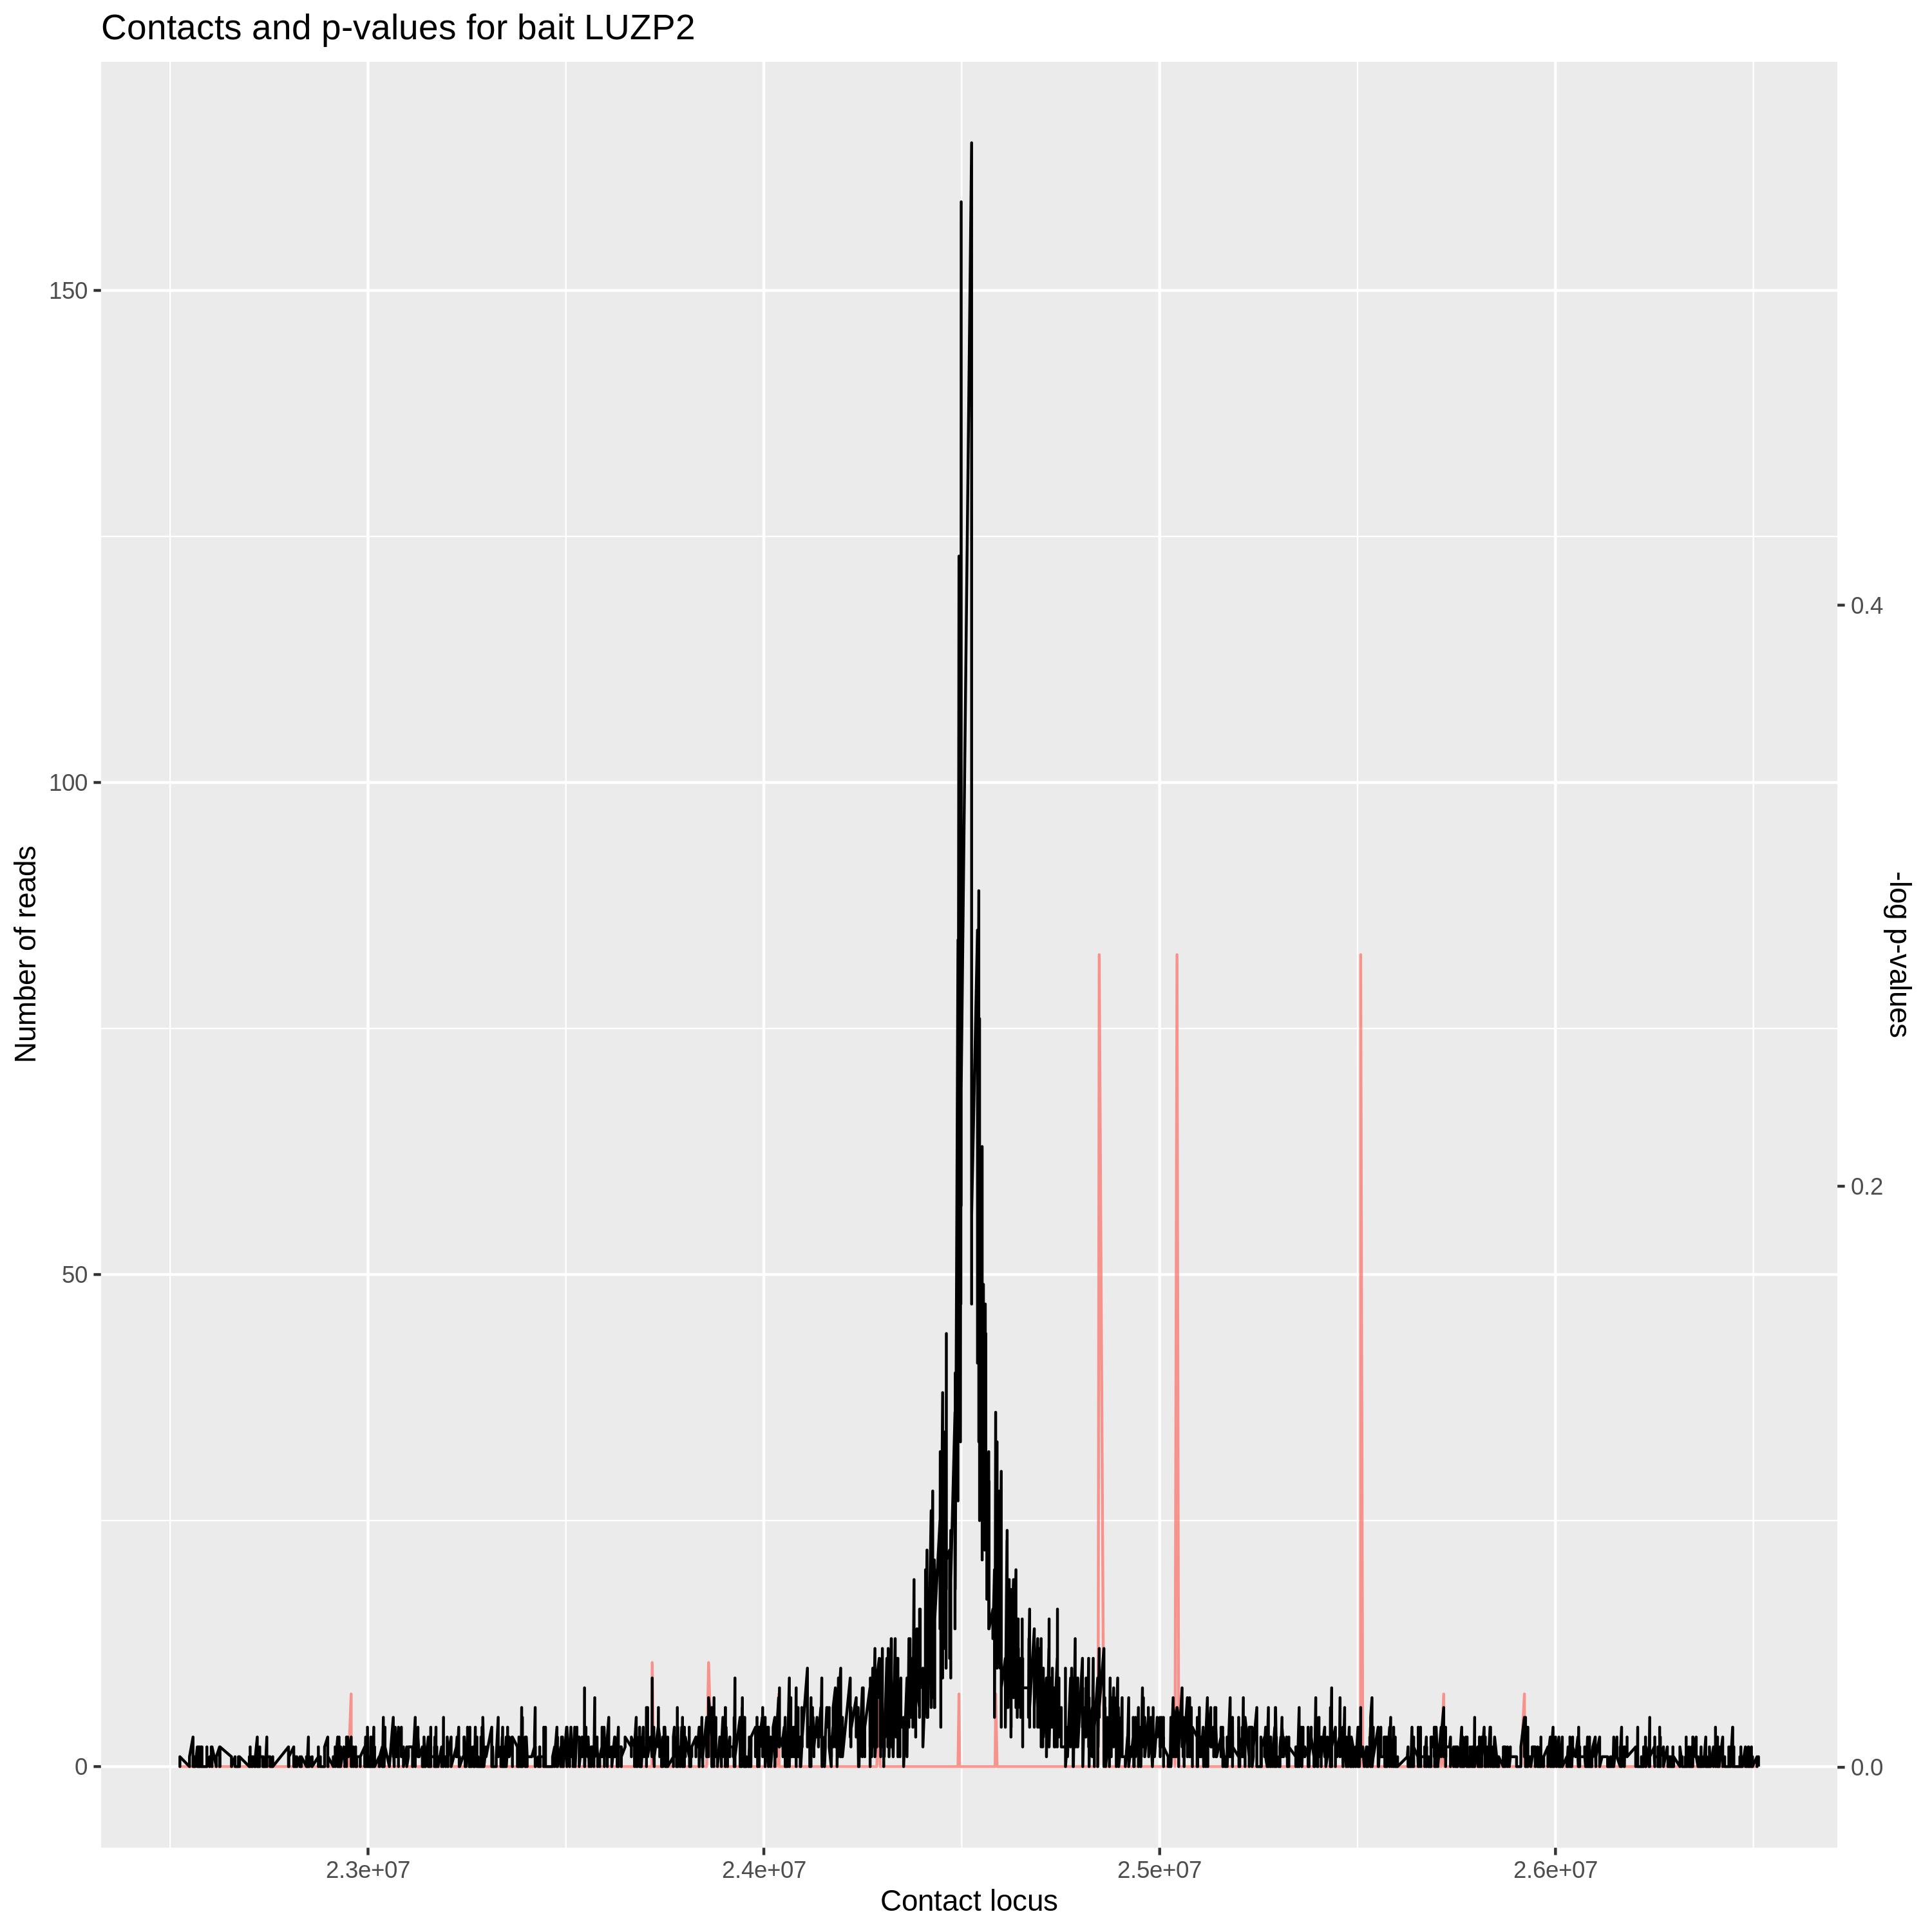 Contacts and p-values for bait LUZP2
150
100
50
0
0.4
0.2
0.0
Number of reads
-log p-values
2.3e+07
2.4e+07
2.5e+07
2.6e+07
Contact locus